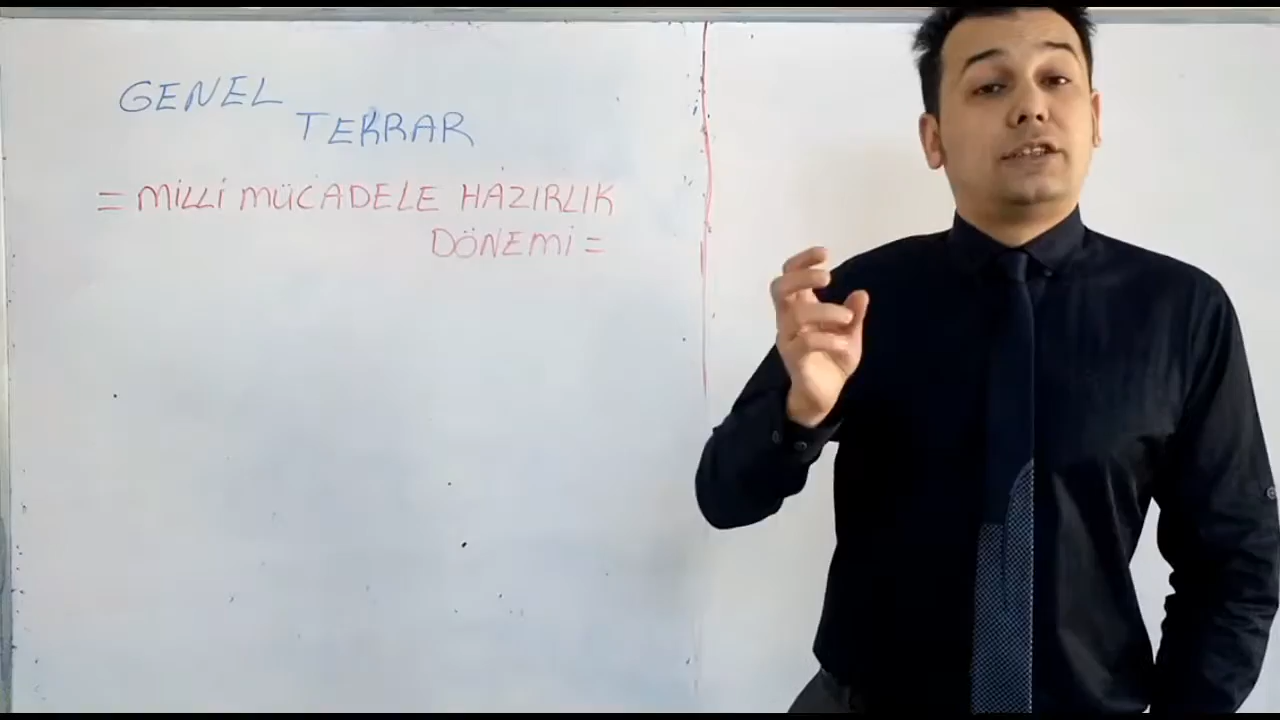 GENEL
TEKRAR
= MİLLİ MÜCADELE HAZIRLIK
DÖNEMİ =